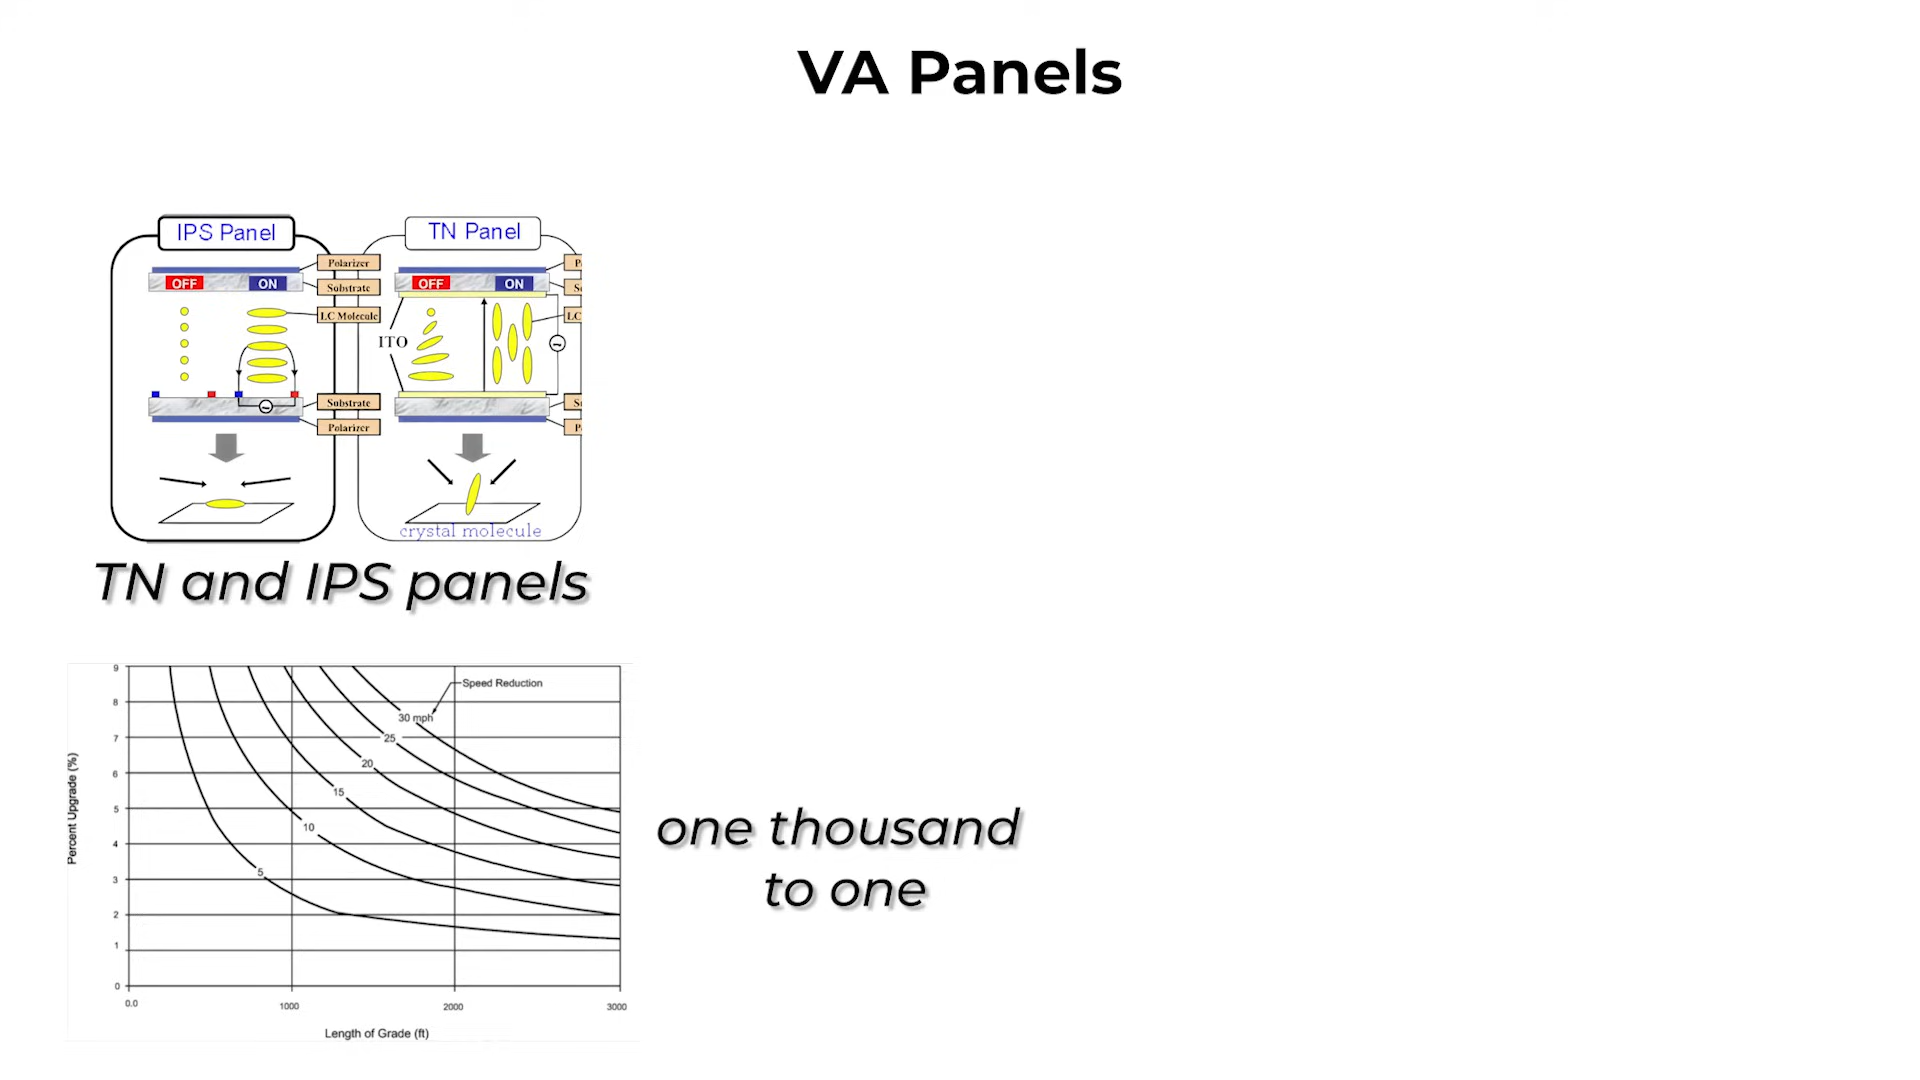 VA Panels
IPS Panel
TN Panel
Polarizer
OFF
ON
Substrate
LC Molecule
OFF
ON
LC
ITO
Substrate
Polarizer
crystal molecule
TN and IPS panels
9
8
7
6
5
4
3
2
1
0
Percent Upgrade (%)
Speed Reduction
30 mph
25
20
15
10
5
0.0
1000
2000
3000
Length of Grade (ft)
one thousand
to one